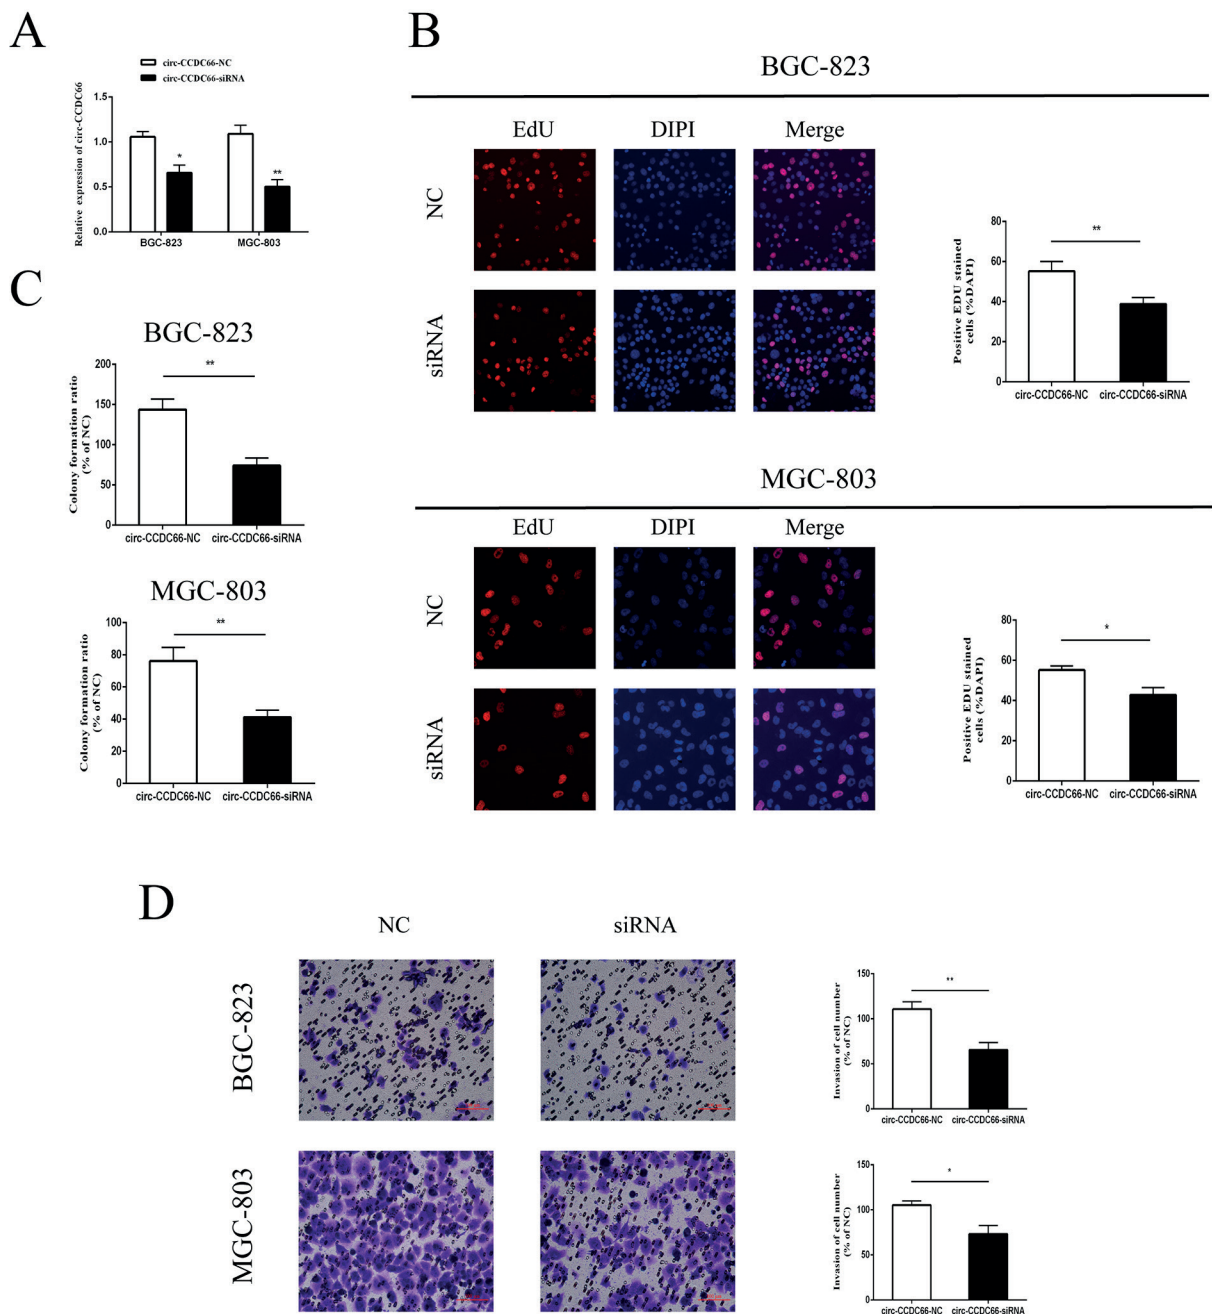 A
circ-CCDC66-NC
circ-CCDC66-siRNA
Relative expression of circ-CCDC66
1.5
1.0
0.5
0.0
*
**
BGC-823
MGC-803
B
BGC-823
EdU
DIPI
Merge
NC
siRNA
Positive EDU stained
cells (%DAPI)
80
60
40
20
0
**
circ-CCDC66-NC
circ-CCDC66-siRNA
MGC-803
EdU
DIPI
Merge
NC
siRNA
Positive EDU stained
cells (%DAPI)
80
60
40
20
0
*
circ-CCDC66-NC
circ-CCDC66-siRNA
C
BGC-823
Colony formation ratio
(% of NC)
200
150
100
50
0
**
circ-CCDC66-NC
circ-CCDC66-siRNA
MGC-803
Colony formation ratio
(% of NC)
100
80
60
40
20
0
**
circ-CCDC66-NC
circ-CCDC66-siRNA
D
NC
siRNA
BGC-823
MGC-803
Invasion of cell number
(% of NC)
150
100
50
0
**
circ-CCDC66-NC
circ-CCDC66-siRNA
Invasion of cell number
(% of NC)
150
100
50
0
*
circ-CCDC66-NC
circ-CCDC66-siRNA